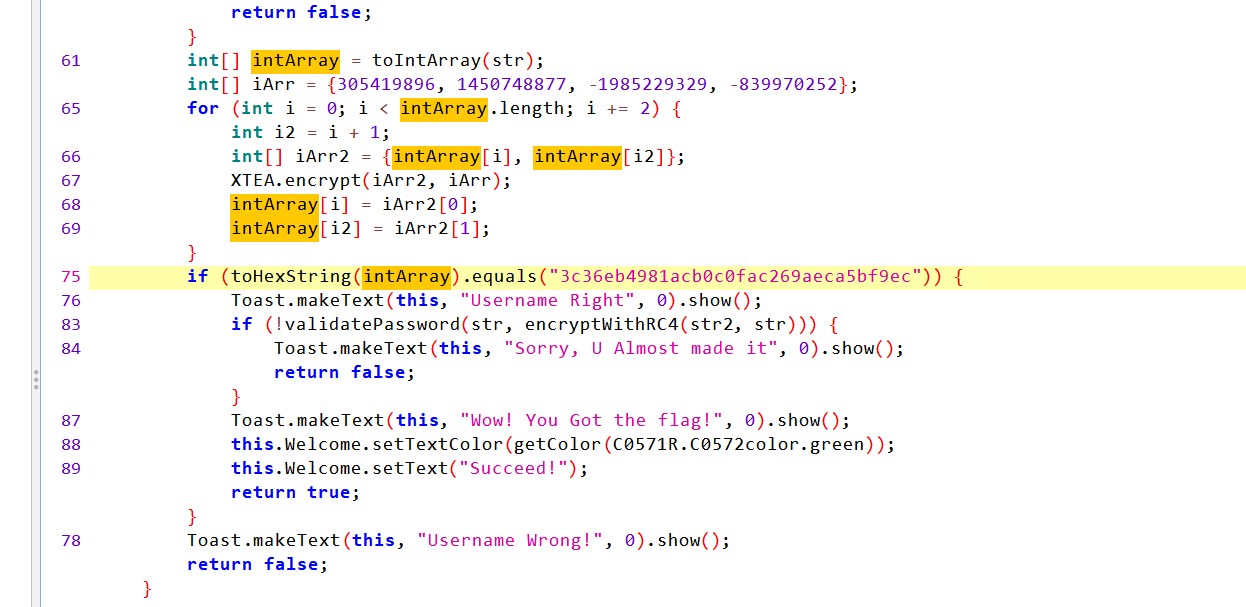 return false;
}
61 int[] intArray = toIntArray(str);
int[] iArr = {305419896, 1450748877, -1985229329, -839970252};
65 for (int i = 0; i < intArray.length; i += 2) {
int i2 = i + 1;
66 int[] iArr2 = {intArray[i], intArray[i2]};
67 XTEA.encrypt(iArr2, iArr);
68 intArray[i] = iArr2[0];
69 intArray[i2] = iArr2[1];
}
75 if (toHexString(intArray).equals("3c36eb4981acb0c0fac269aeca5bf9ec")) {
76 Toast.makeText(this, "Username Right", 0).show();
83 if (!validatePassword(str, encryptWithRC4(str2, str))) {
84 Toast.makeText(this, "Sorry, U Almost made it", 0).show();
return false;
}
87 Toast.makeText(this, "Wow! You Got the flag!", 0).show();
88 this.Welcome.setTextColor(getColor(C0571R.C0572color.green));
89 this.Welcome.setText("Succeed!");
return true;
}
78 Toast.makeText(this, "Username Wrong!", 0).show();
return false;
}